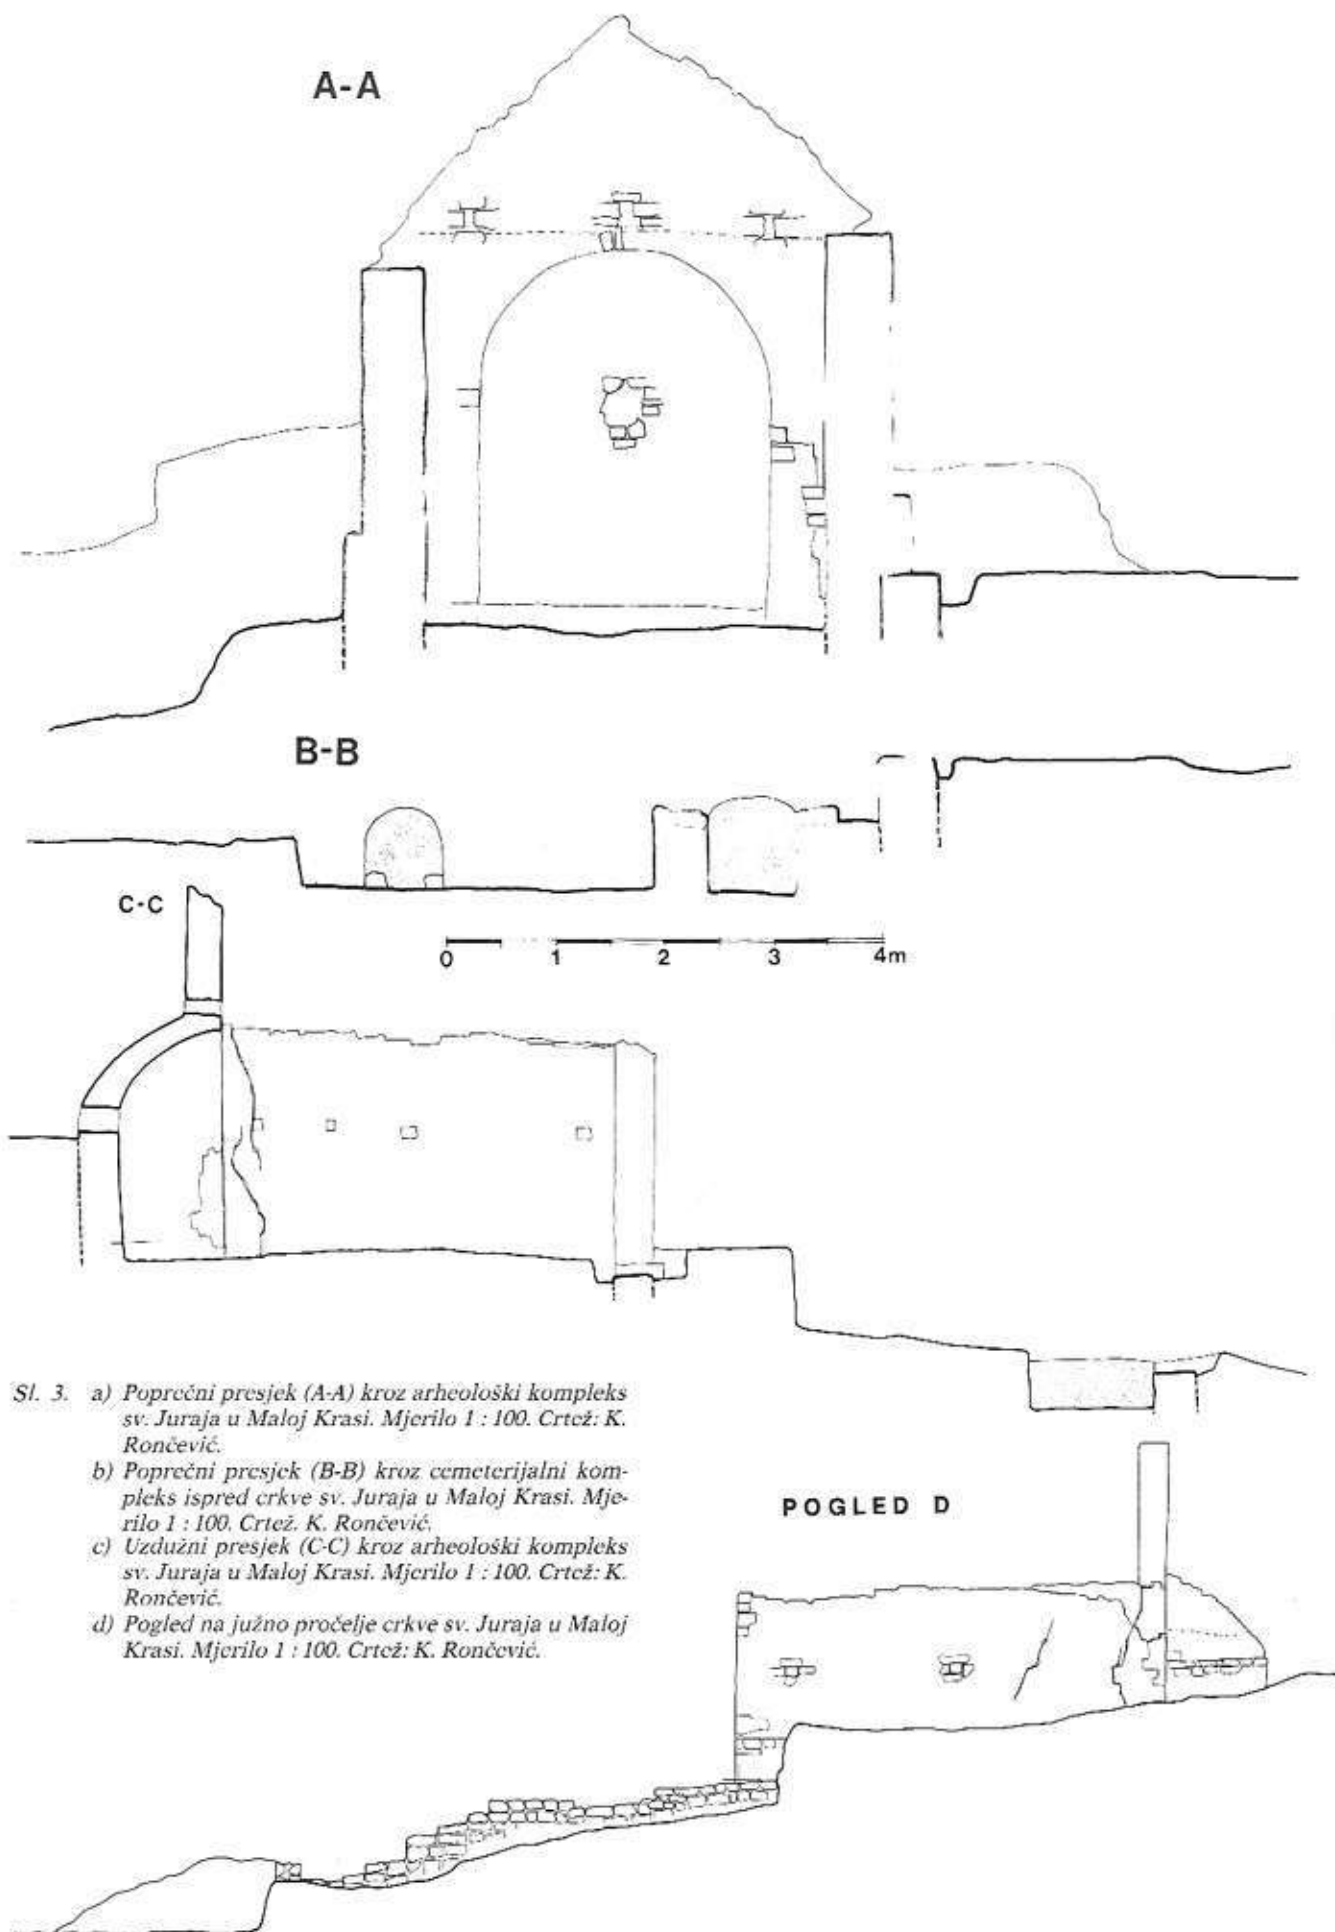 A-A
B-B
C-C
0 1 2 3 4m
Sl. 3. a) Poprečni presjek (A-A) kroz arheološki kompleks
sv. Juraja u Maloj Krasi. Mjerilo 1 : 100. Crtež: K.
Rončević.
b) Poprečni presjek (B-B) kroz cemeterijalni kom-
pleks ispred crkve sv. Juraja u Maloj Krasi. Mje-
rilo 1 : 100. Crtež. K. Rončević.
c) Uzdužni presjek (C-C) kroz arheološki kompleks
sv. Juraja u Maloj Krasi. Mjerilo 1 : 100. Crtež: K.
Rončević.
d) Pogled na južno pročelje crkve sv. Juraja u Maloj
Krasi. Mjerilo 1 : 100. Crtež: K. Rončević.
POGLED D